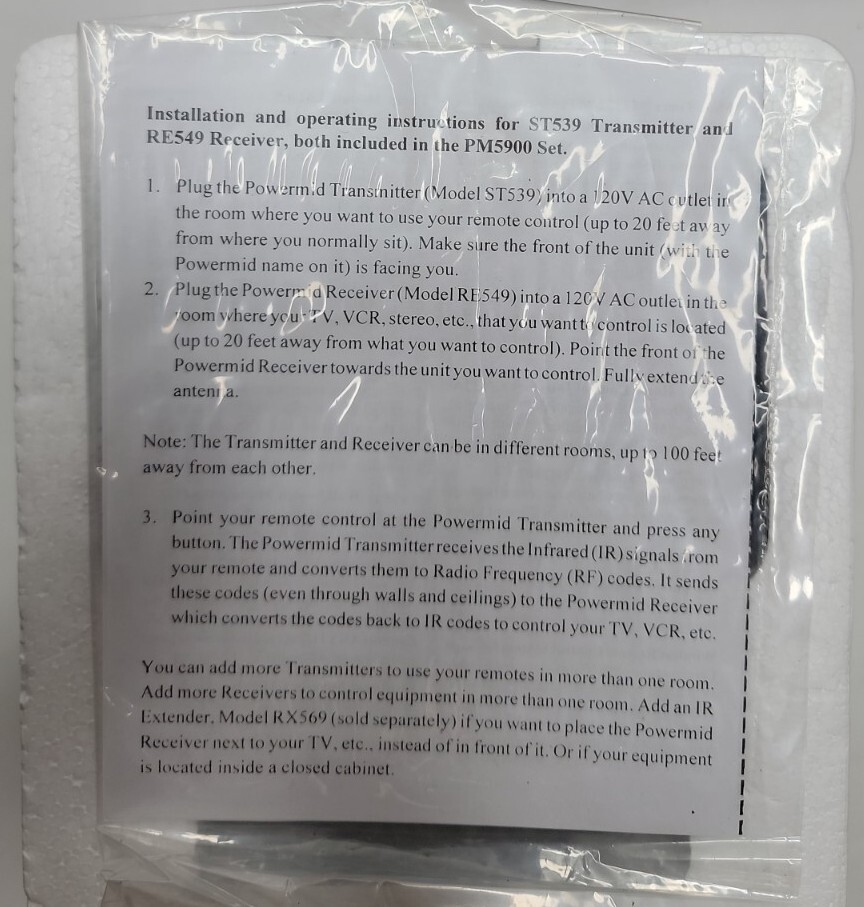 Installation and operating instructions for ST539 Transmitter and
RE549 Receiver, both included in the PM5900 Set.
1. Plug the Powermid Transmitter (Model ST539) into a 120V AC outlet in
the room where you want to use your remote control (up to 20 feet away
from where you normally sit). Make sure the front of the unit (with the
Powermid name on it) is facing you.
2. Plug the Powermid Receiver (Model RE549) into a 120V AC outlet in the
room where your TV, VCR, stereo, etc., that you want to control is located
(up to 20 feet away from what you want to control). Point the front of the
Powermid Receiver towards the unit you want to control. Fully extend the
antenna.
Note: The Transmitter and Receiver can be in different rooms, up to 100 feet
away from each other.
3. Point your remote control at the Powermid Transmitter and press any
button. The Powermid Transmitter receives the Infrared (IR) signals from
your remote and converts them to Radio Frequency (RF) codes. It sends
these codes (even through walls and ceilings) to the Powermid Receiver
which converts the codes back to IR codes to control your TV, VCR, etc.
You can add more Transmitters to use your remotes in more than one room.
Add more Receivers to control equipment in more than one room. Add an IR
Extender, Model RX569 (sold separately) if you want to place the Powermid
Receiver next to your TV, etc., instead of in front of it. Or if your equipment
is located inside a closed cabinet.